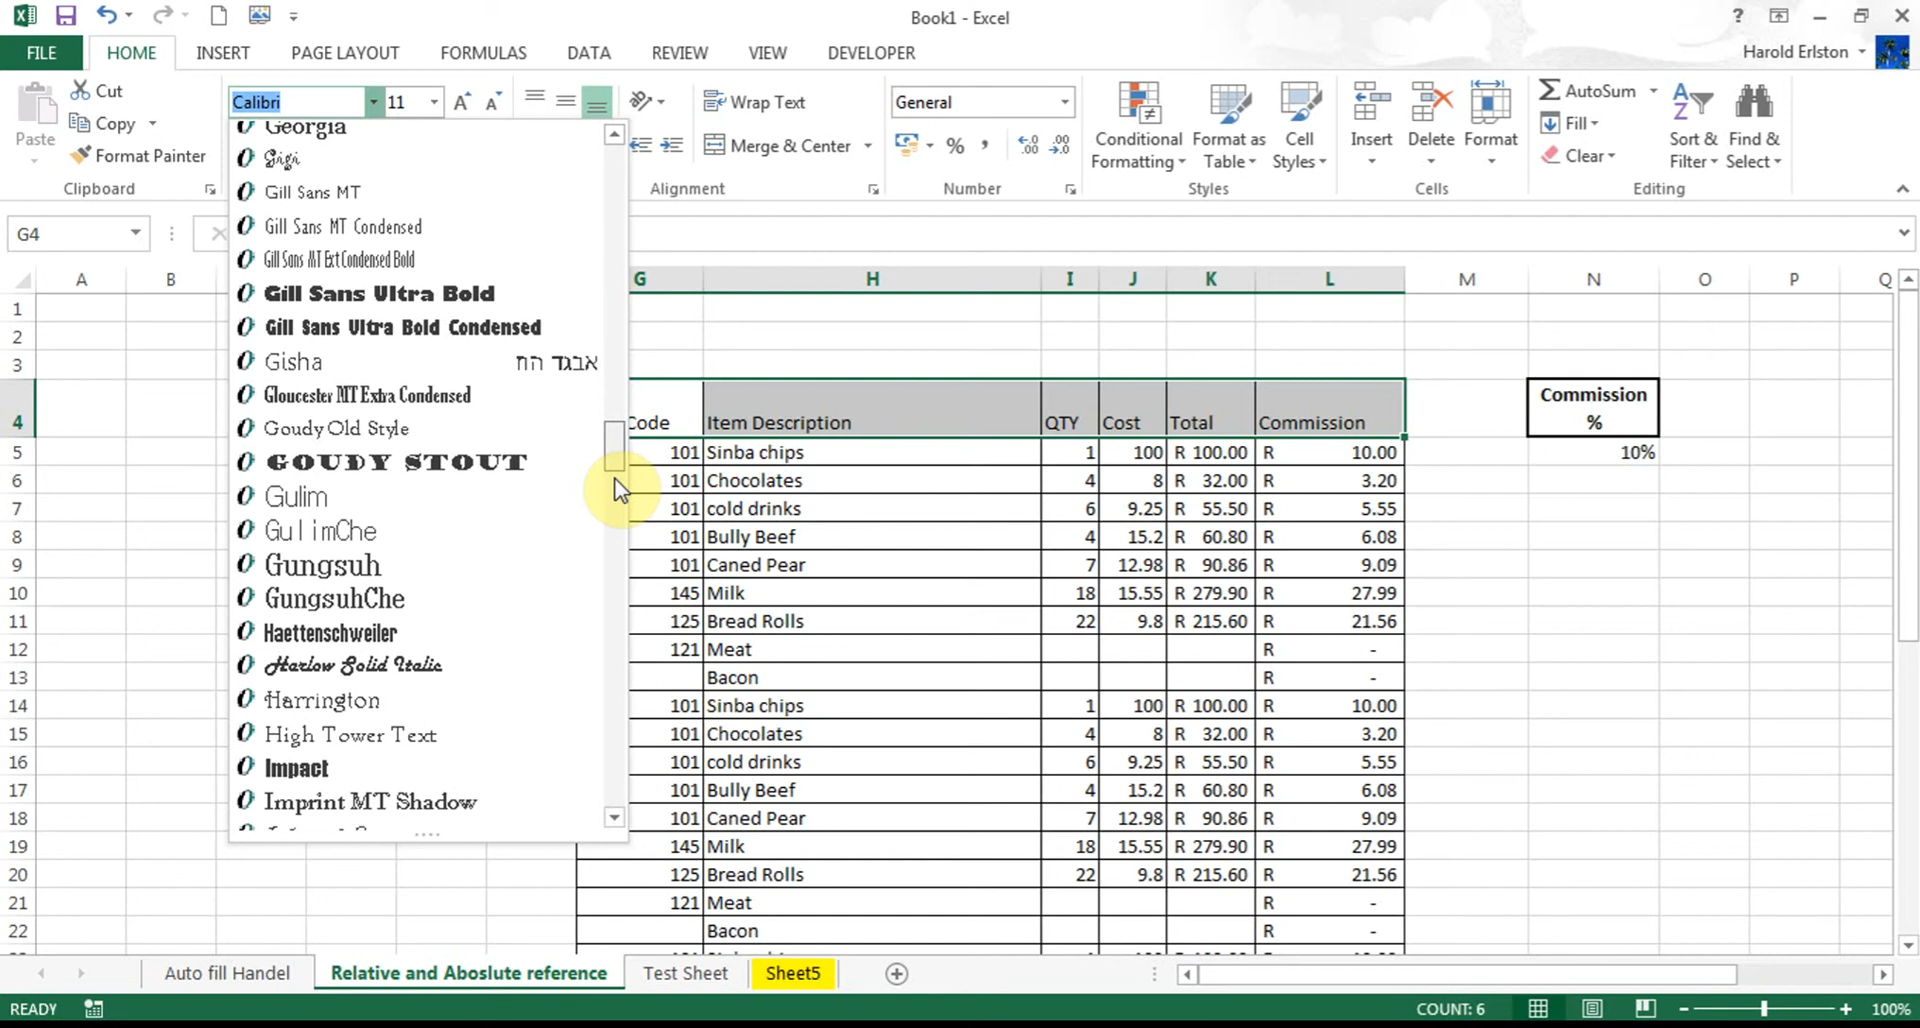 Book1 - Excel
?
FILE HOME INSERT PAGE LAYOUT FORMULAS DATA REVIEW VIEW DEVELOPER
Harold Erlston
Paste
Cut
Copy
Format Painter
Clipboard
Calibri 11
Wrap Text
Merge & Center
Alignment
General
%
Number
Conditional Formatting
Format as Table
Cell Styles
Styles
Insert
Delete
Format
Cells
AutoSum
Fill
Clear
Sort & Filter
Find & Select
Editing
G4
Georgia
Gigi
Gill Sans MT
Gill Sans MT Condensed
Gill Sans MT Ext Condensed Bold
Gill Sans Ultra Bold
Gill Sans Ultra Bold Condensed
Gisha אבגד הח
Gloucester MT Extra Condensed
Goudy Old Style
GOUDY STOUT
Gulim
GulimChe
Gungsuh
GungsuhChe
Haettenschweiler
Harlow Solid Italic
Harrington
High Tower Text
Impact
Imprint MT Shadow
A B G H I J K L M N O P Q
1
2
3
4 Code Item Description QTY Cost Total Commission Commission %
5 101 Sinba chips 1 100 R 100.00 R 10.00 10%
6 101 Chocolates 4 8 R 32.00 R 3.20
7 101 cold drinks 6 9.25 R 55.50 R 5.55
8 101 Bully Beef 4 15.2 R 60.80 R 6.08
9 101 Caned Pear 7 12.98 R 90.86 R 9.09
10 145 Milk 18 15.55 R 279.90 R 27.99
11 125 Bread Rolls 22 9.8 R 215.60 R 21.56
12 121 Meat R -
13 Bacon R -
14 101 Sinba chips 1 100 R 100.00 R 10.00
15 101 Chocolates 4 8 R 32.00 R 3.20
16 101 cold drinks 6 9.25 R 55.50 R 5.55
17 101 Bully Beef 4 15.2 R 60.80 R 6.08
18 101 Caned Pear 7 12.98 R 90.86 R 9.09
19 145 Milk 18 15.55 R 279.90 R 27.99
20 125 Bread Rolls 22 9.8 R 215.60 R 21.56
21 121 Meat R -
22 Bacon R -
Auto fill Handel Relative and Aboslute reference Test Sheet Sheet5
READY COUNT: 6 100%